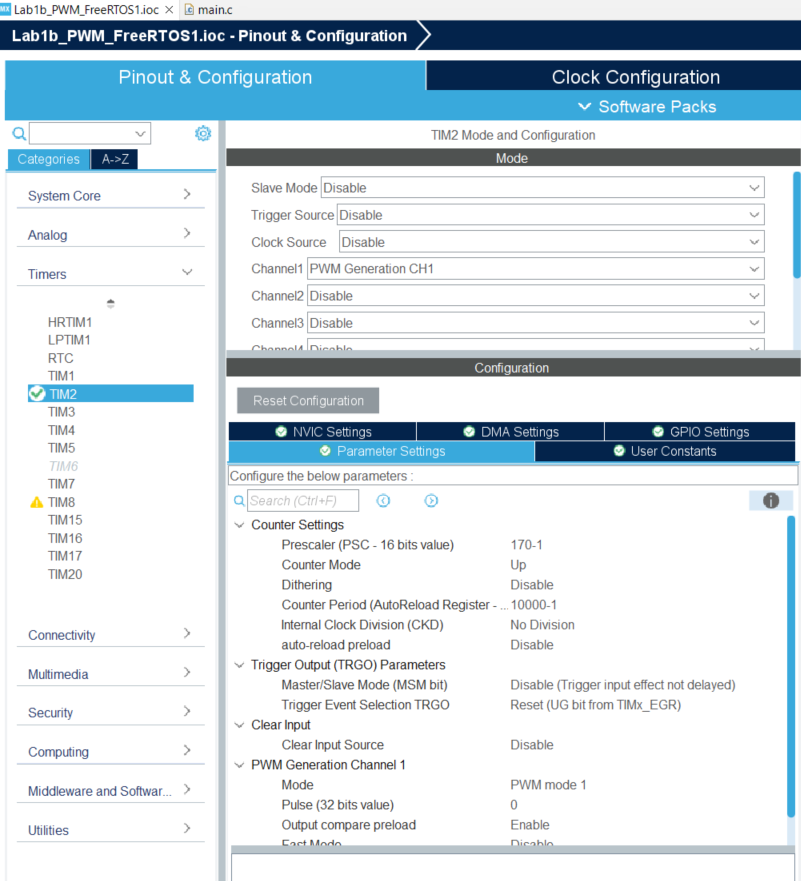 MX Lab1b_PWM_FreeRTOS1.ioc × main.c
Lab1b_PWM_FreeRTOS1.ioc - Pinout & Configuration
Pinout & Configuration Clock Configuration
Software Packs
TIM2 Mode and Configuration
Categories A->Z
System Core
Analog
Timers
HRTIM1
LPTIM1
RTC
TIM1
TIM2
TIM3
TIM4
TIM5
TIM6
TIM7
TIM8
TIM15
TIM16
TIM17
TIM20
Connectivity
Multimedia
Security
Computing
Middleware and Softwar...
Utilities
Mode
Slave Mode Disable
Trigger Source Disable
Clock Source Disable
Channel1 PWM Generation CH1
Channel2 Disable
Channel3 Disable
Channel4 Disable
Configuration
Reset Configuration
NVIC Settings DMA Settings GPIO Settings
Parameter Settings User Constants
Configure the below parameters :
Search (Ctrl+F)
Counter Settings
Prescaler (PSC - 16 bits value) 170-1
Counter Mode Up
Dithering Disable
Counter Period (AutoReload Register - ... 10000-1
Internal Clock Division (CKD) No Division
auto-reload preload Disable
Trigger Output (TRGO) Parameters
Master/Slave Mode (MSM bit) Disable (Trigger input effect not delayed)
Trigger Event Selection TRGO Reset (UG bit from TIMx_EGR)
Clear Input
Clear Input Source Disable
PWM Generation Channel 1
Mode PWM mode 1
Pulse (32 bits value) 0
Output compare preload Enable
Fast Mode Disable